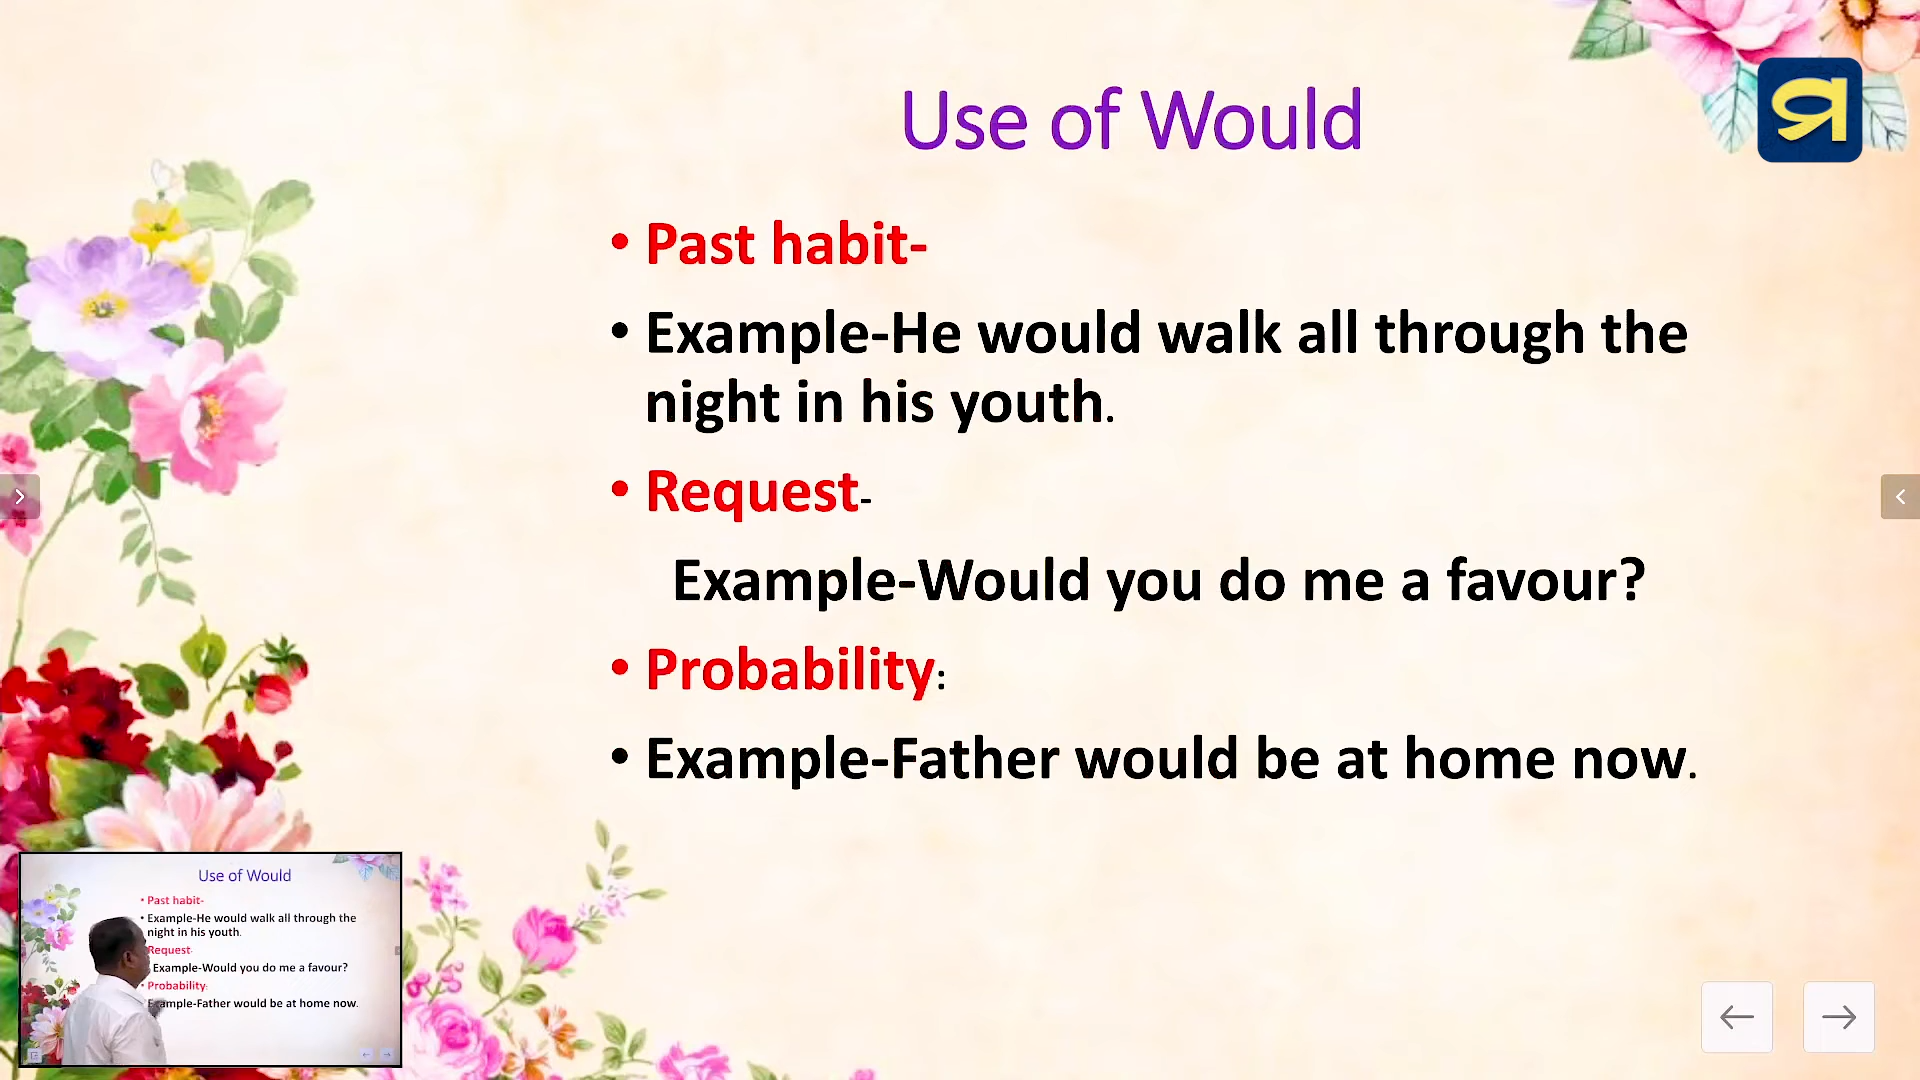 Use of Would
• Past habit-
• Example-He would walk all through the
night in his youth.
• Request-
Example-Would you do me a favour?
• Probability:
• Example-Father would be at home now.
Use of Would
• Past habit-
• Example-He would walk all through the
night in his youth.
Request-
Example-Would you do me a favour?
• Probability:
Example-Father would be at home now.